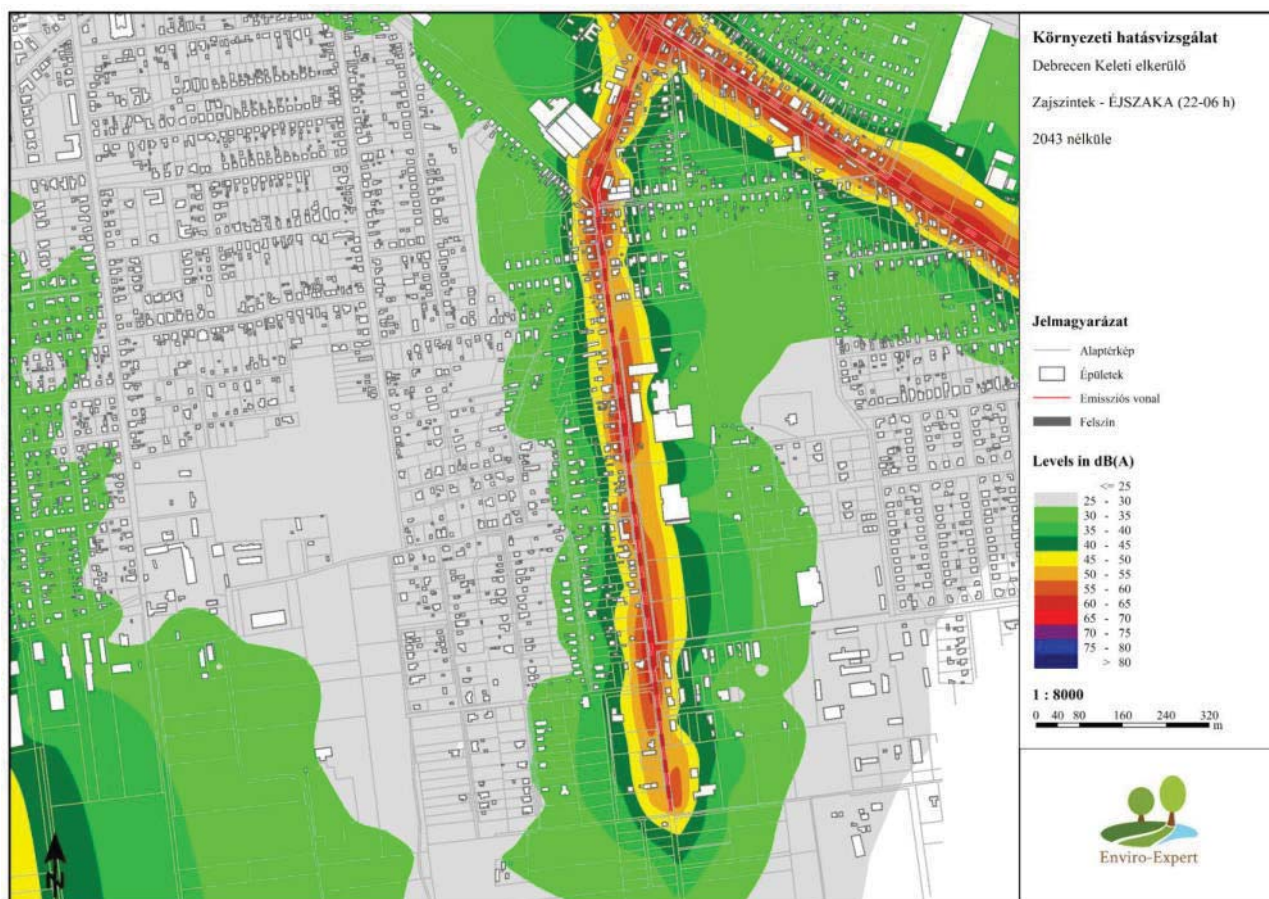 Környezeti hatásvizsgálat
Debrecen Keleti elkerülő
Zajszintek - ÉJSZAKA (22-06 h)
2043 nélküle
Jelmagyarázat
Alaptérkép
Épületek
Emissziós vonal
Felszín
Levels in dB(A)
<= 25
25 - 30
30 - 35
35 - 40
40 - 45
45 - 50
50 - 55
55 - 60
60 - 65
65 - 70
70 - 75
75 - 80
> 80
1 : 8000
0 40 80 160 240 320
m
N
Enviro-Expert